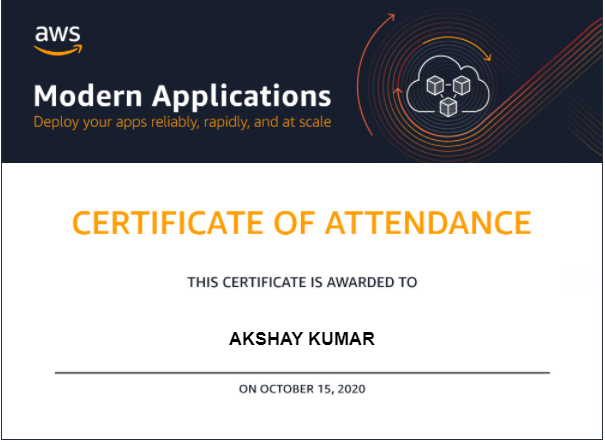 aws
Modern Applications
Deploy your apps reliably, rapidly, and at scale
CERTIFICATE OF ATTENDANCE
THIS CERTIFICATE IS AWARDED TO
AKSHAY KUMAR
ON OCTOBER 15, 2020